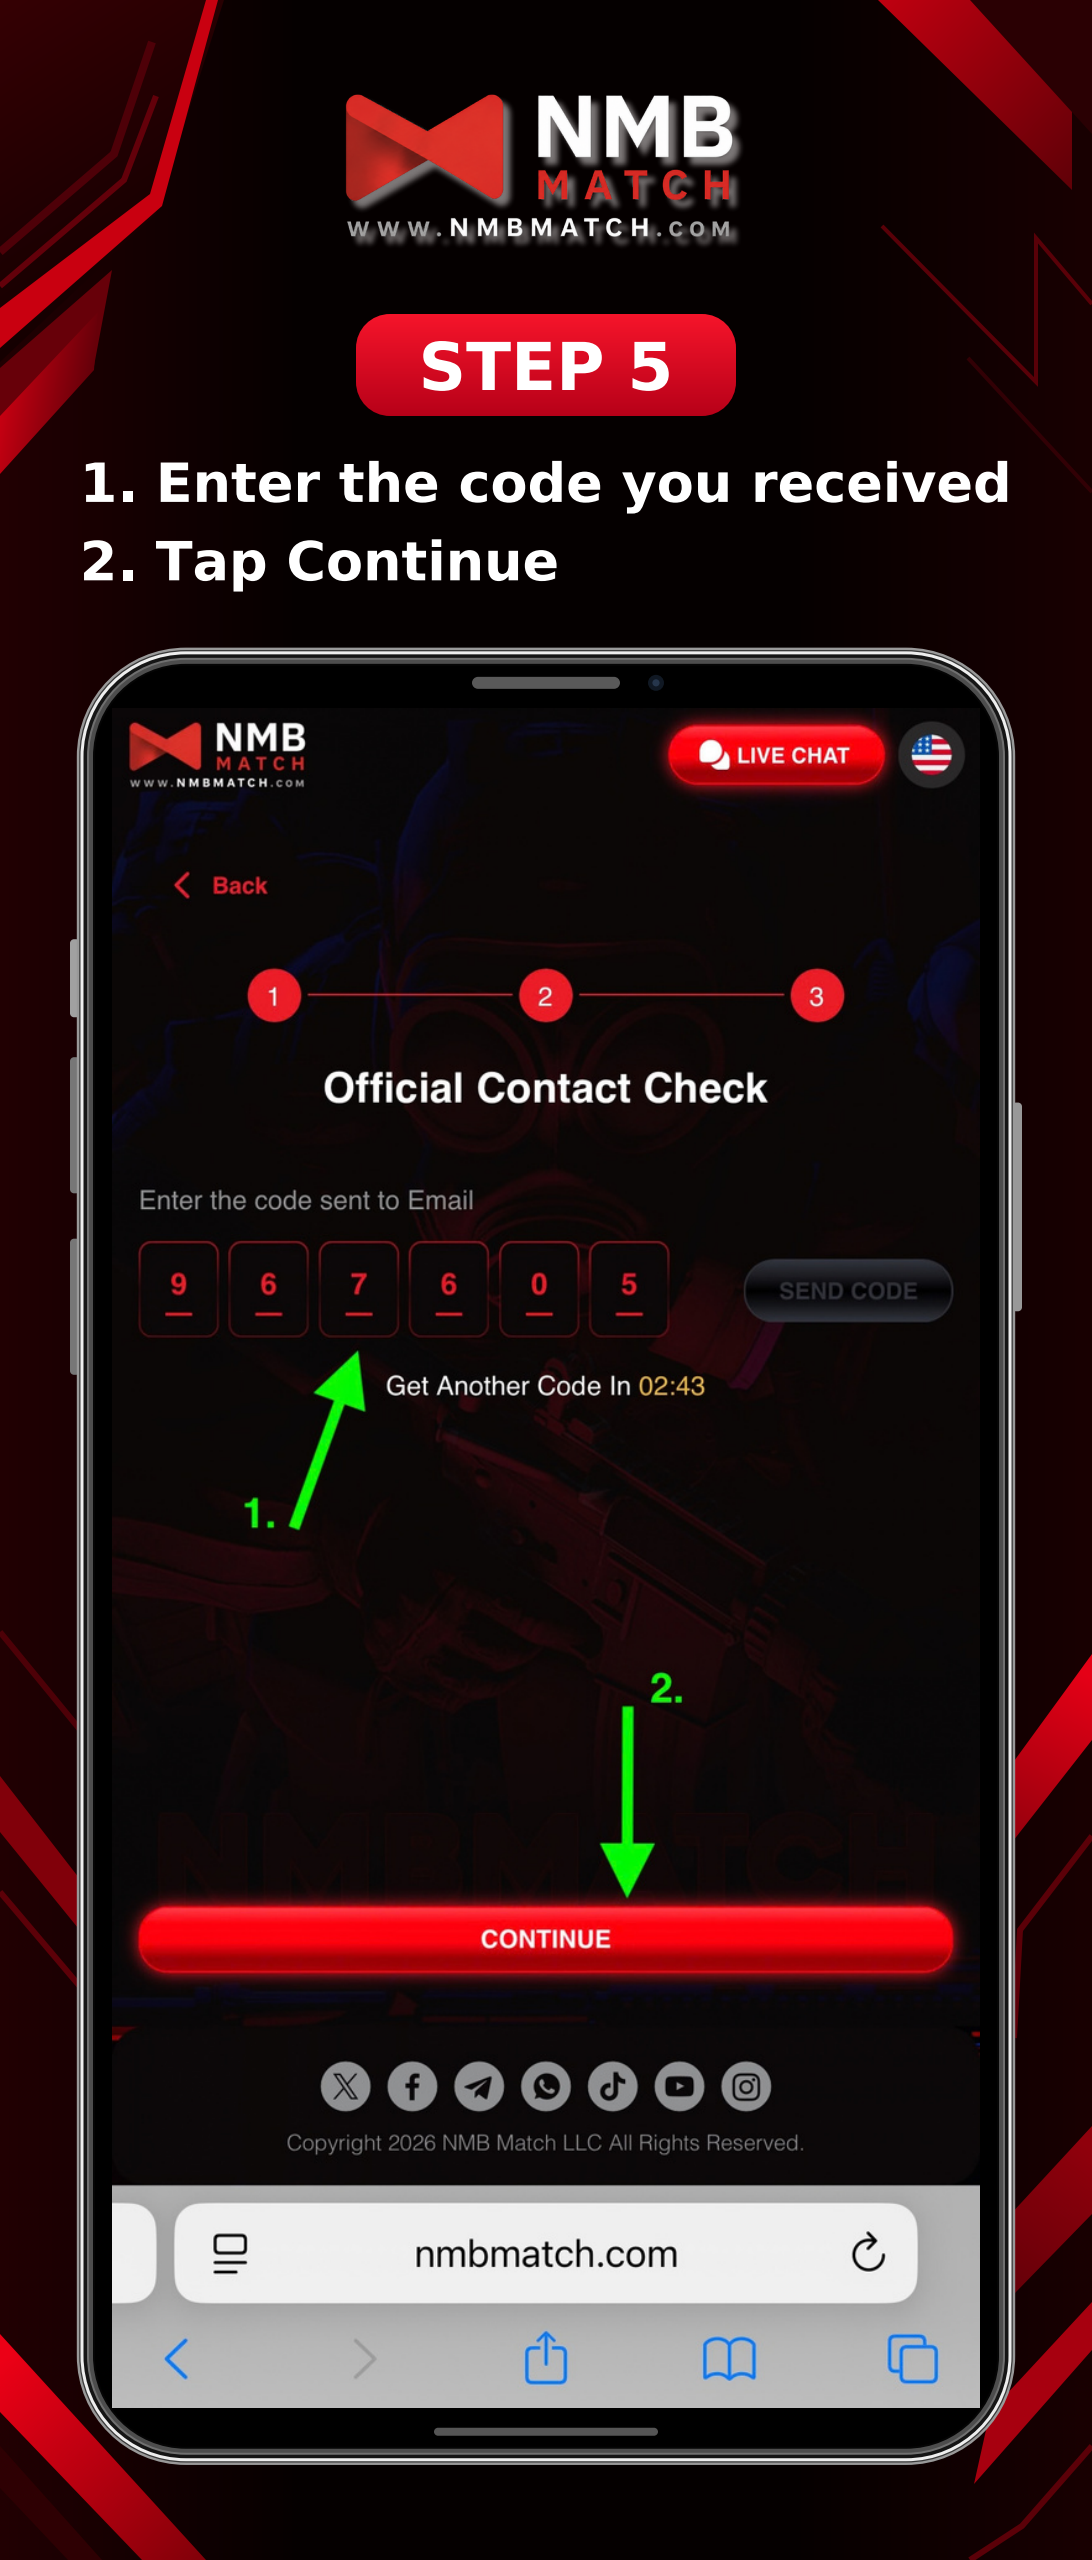 NMB
MATCH
WWW.NMBMATCH.COM
STEP 5
1. Enter the code you received
2. Tap Continue
NMB
MATCH
WWW.NMBMATCH.COM
LIVE CHAT
Back
1 2 3
Official Contact Check
Enter the code sent to Email
9 6 7 6 0 5
SEND CODE
Get Another Code In 02:43
1.
2.
NMBMATCH
CONTINUE
Copyright 2026 NMB Match LLC All Rights Reserved.
nmbmatch.com